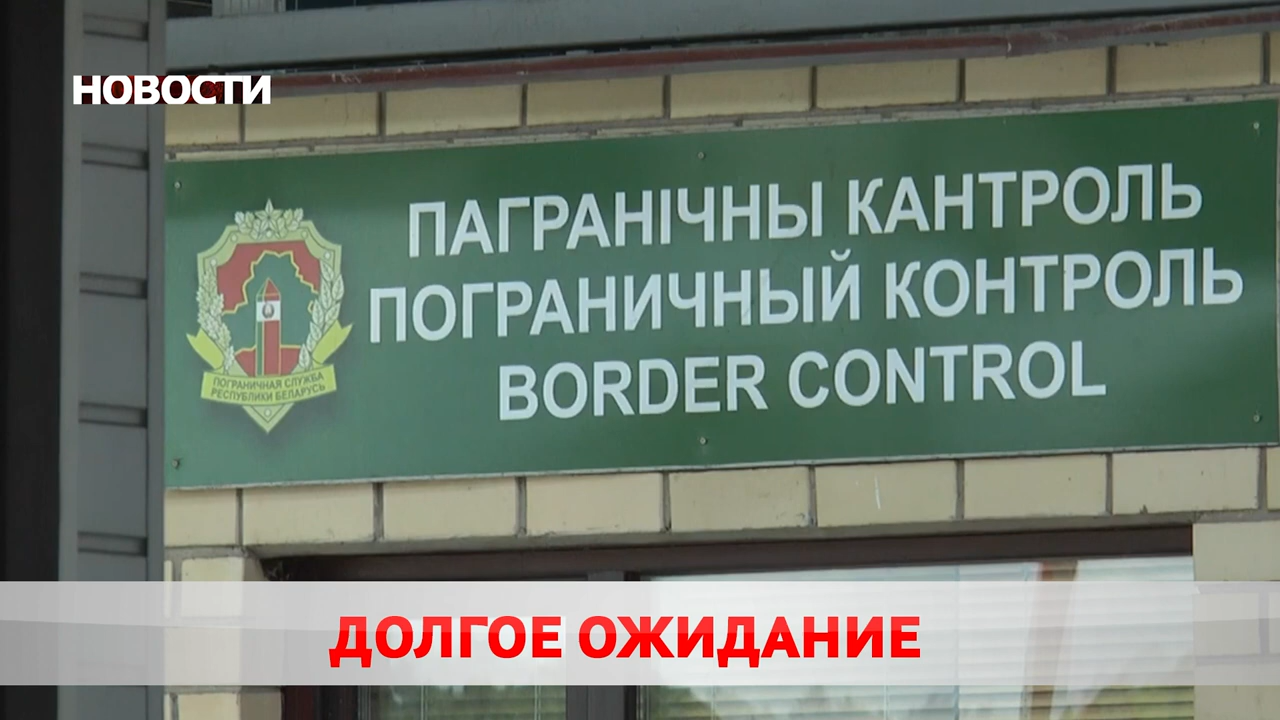 НОВОСТИ
ПАГРАНІЧНЫ КАНТРОЛЬ
ПОГРАНИЧНЫЙ КОНТРОЛЬ
BORDER CONTROL
ПОГРАНИЧНАЯ СЛУЖБА
РЕСПУБЛИКИ БЕЛАРУСЬ
ДОЛГОЕ ОЖИДАНИЕ